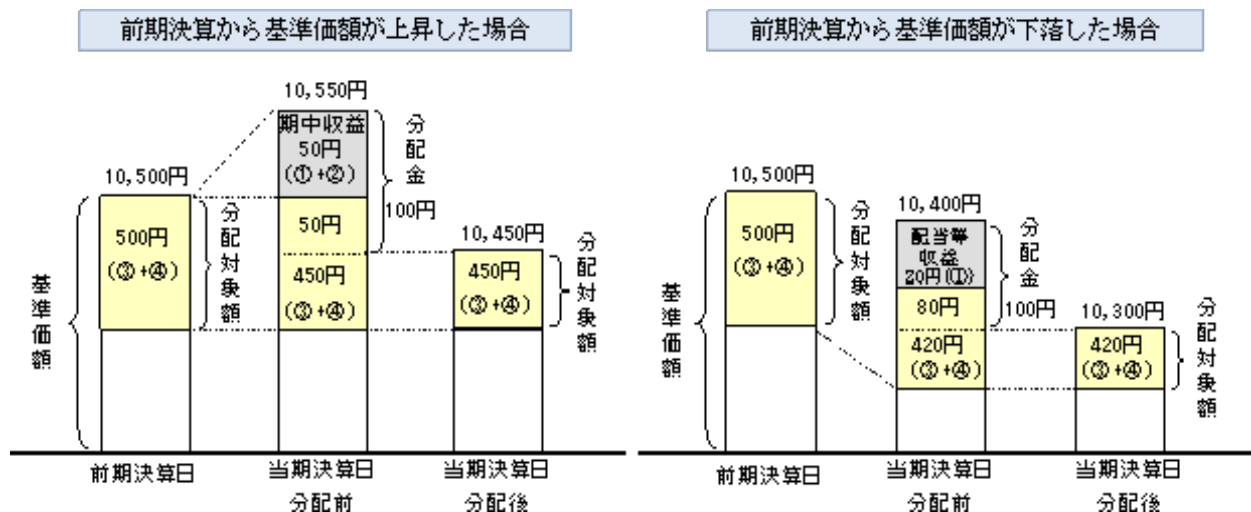 前期決算から基準価額が上昇した場合
10,550円
期中収益
50円
(①+②)
分配金
100円
10,500円
500円
(③+④)
分配対象額
50円
450円
(③+④)
10,450円
450円
(③+④)
分配対象額
基準価額
前期決算日
当期決算日
分配前
当期決算日
分配後
前期決算から基準価額が下落した場合
10,500円
500円
(③+④)
分配対象額
10,400円
配当等
収益
20円(①)
分配金
100円
80円
420円
(③+④)
10,300円
420円
(③+④)
分配対象額
基準価額
前期決算日
当期決算日
分配前
当期決算日
分配後